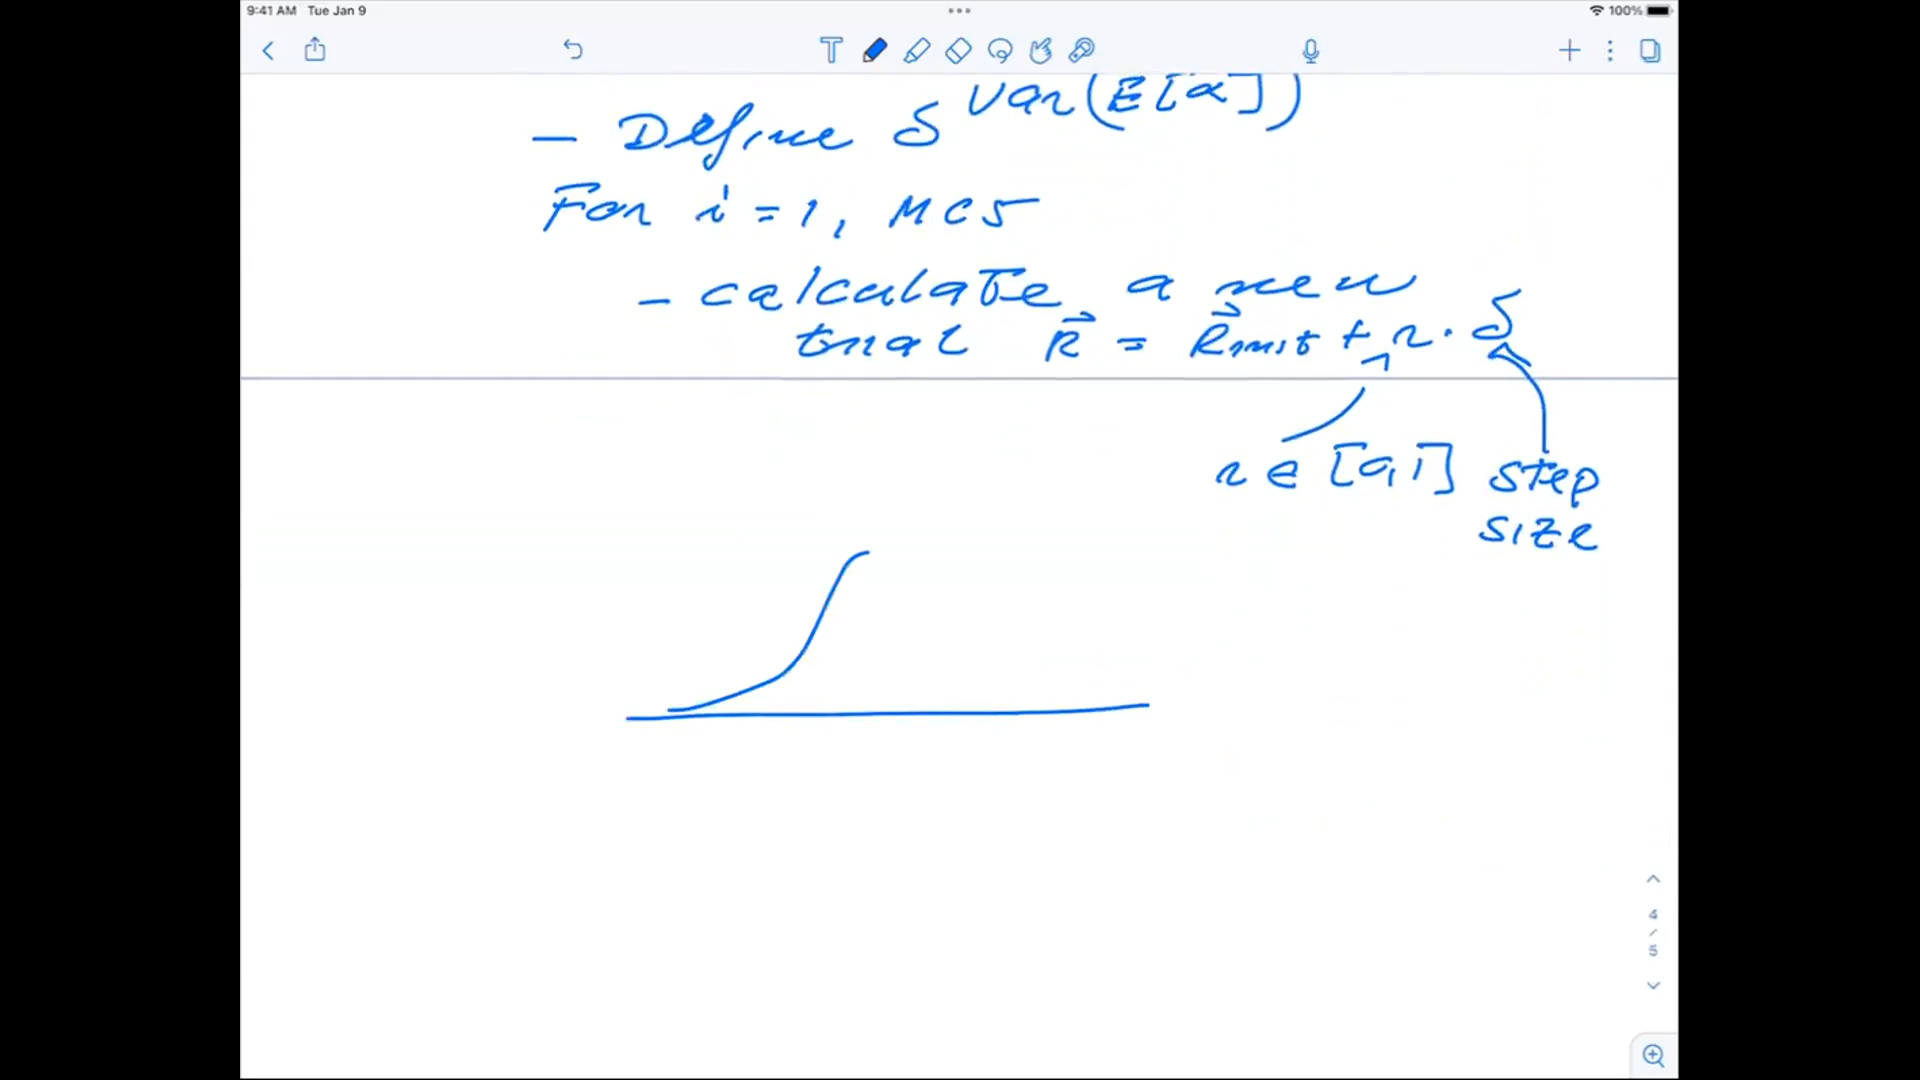 9:41 AM Tue Jan 9
100%
Var(E[α])
- Define δ
For i = 1, MCS
- calculate a new
trial R⃗ = R⃗init + r · δ
r ∈ [0,1] step
size
4
/
5